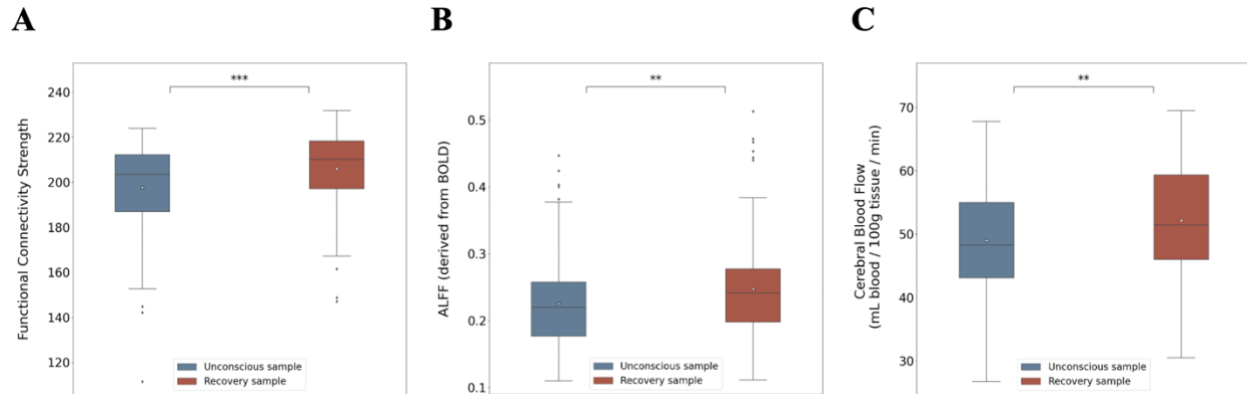 A
B
C
***
**
**
Functional Connectivity Strength
240
220
200
180
160
140
120
Unconscious sample
Recovery sample
ALFF (derived from BOLD)
0.5
0.4
0.3
0.2
0.1
Unconscious sample
Recovery sample
Cerebral Blood Flow
(mL blood / 100g tissue / min)
70
60
50
40
30
Unconscious sample
Recovery sample